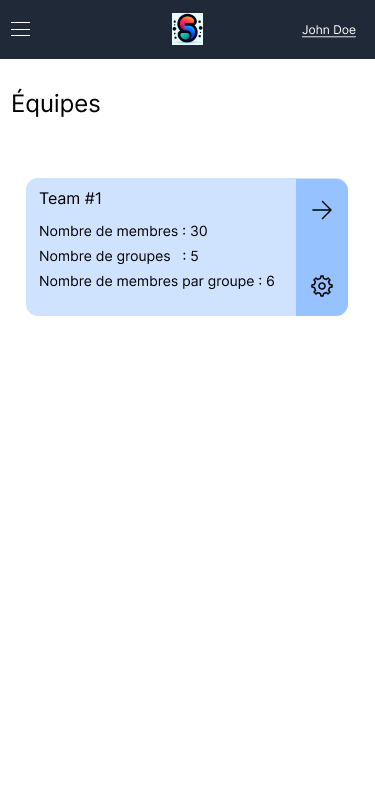 John Doe
Équipes
Team #1
Nombre de membres : 30
Nombre de groupes : 5
Nombre de membres par groupe : 6